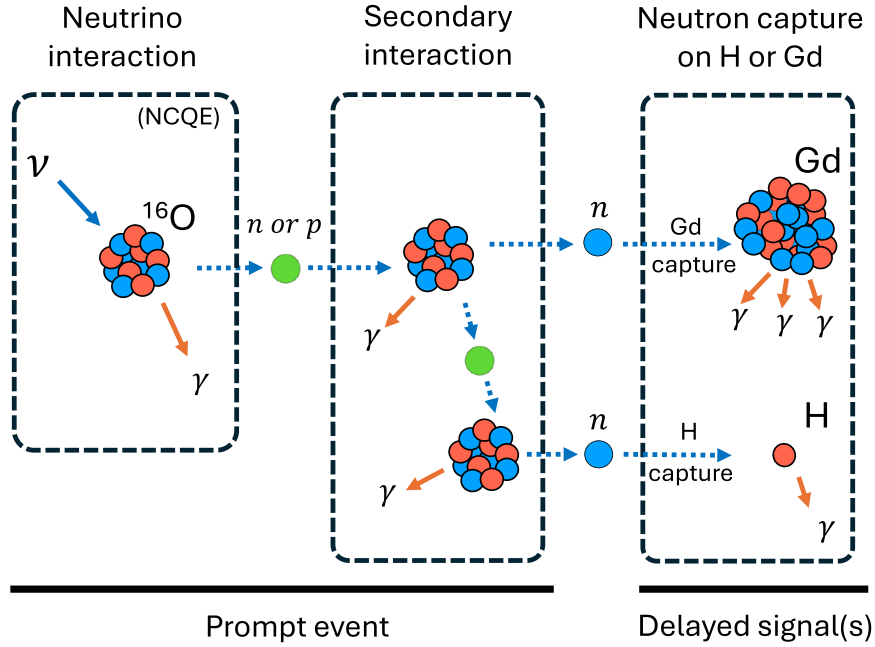 Neutrino
interaction
Secondary
interaction
Neutron capture
on H or Gd
(NCQE)
ν
¹⁶O
γ
n or p
γ
γ
n
n
Gd
capture
H
capture
Gd
γ γ γ
H
γ
Prompt event
Delayed signal(s)